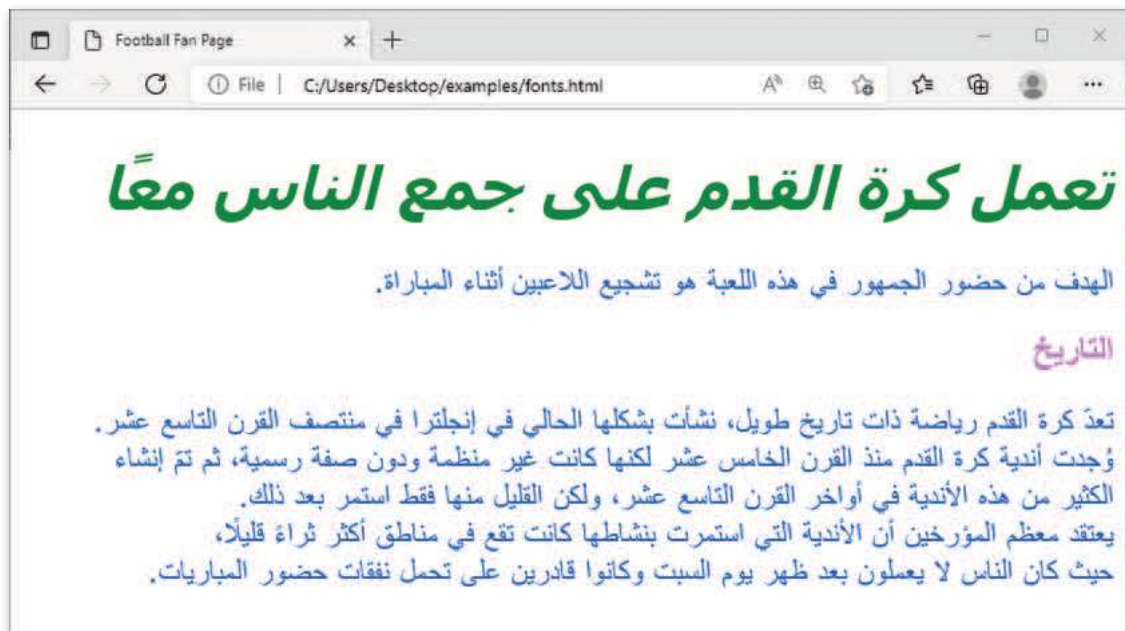 Football Fan Page
File | C:/Users/Desktop/examples/fonts.html
تعمل كرة القدم على جمع الناس معًا
الهدف من حضور الجمهور في هذه اللعبة هو تشجيع اللاعبين أثناء المباراة.
التاريخ
تعدّ كرة القدم رياضة ذات تاريخ طويل، نشأت بشكلها الحالي في إنجلترا في منتصف القرن التاسع عشر.
وُجدت أندية كرة القدم منذ القرن الخامس عشر لكنها كانت غير منظمة ودون صفة رسمية، ثم تمّ إنشاء
الكثير من هذه الأندية في أواخر القرن التاسع عشر، ولكن القليل منها فقط استمر بعد ذلك.
يعتقد معظم المؤرخين أن الأندية التي استمرت بنشاطها كانت تقع في مناطق أكثر ثراءً قليلًا،
حيث كان الناس لا يعملون بعد ظهر يوم السبت وكانوا قادرين على تحمل نفقات حضور المباريات.